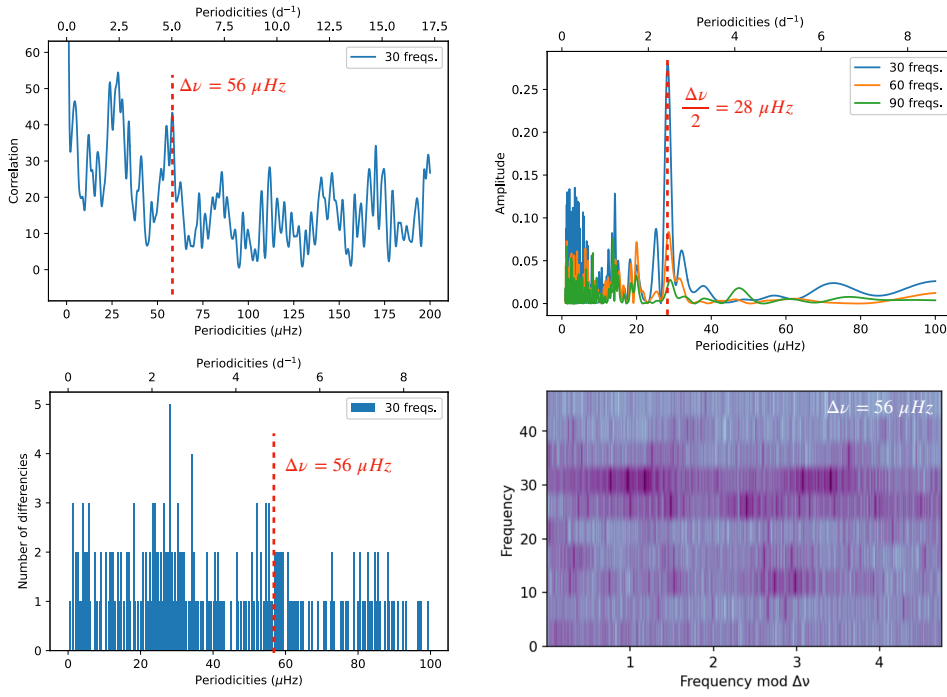 Periodicities (d⁻¹)
0.0 2.5 5.0 7.5 10.0 12.5 15.0 17.5
60
50
40
30
20
10
0
Correlation
30 freqs.
Δν = 56 μHz
0 25 50 75 100 125 150 175 200
Periodicities (μHz)
Periodicities (d⁻¹)
0 2 4 6 8
0.25
0.20
0.15
0.10
0.05
0.00
Amplitude
30 freqs.
60 freqs.
90 freqs.
Δν/2 = 28 μHz
0 20 40 60 80 100
Periodicities (μHz)
Periodicities (d⁻¹)
0 2 4 6 8
5
4
3
2
1
0
Number of differencies
30 freqs.
Δν = 56 μHz
0 20 40 60 80 100
Periodicities (μHz)
Δν = 56 μHz
40
30
20
10
0
Frequency
1 2 3 4
Frequency mod Δν